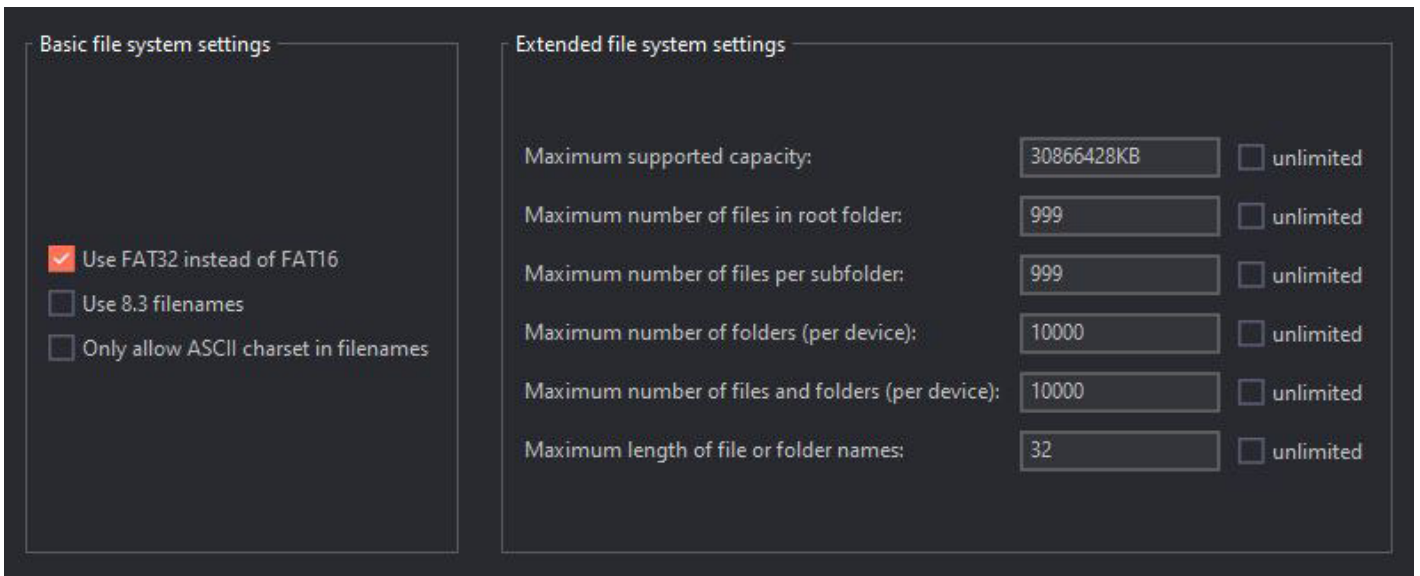 Basic file system settings
Use FAT32 instead of FAT16
Use 8.3 filenames
Only allow ASCII charset in filenames
Extended file system settings
Maximum supported capacity: 30866428KB unlimited
Maximum number of files in root folder: 999 unlimited
Maximum number of files per subfolder: 999 unlimited
Maximum number of folders (per device): 10000 unlimited
Maximum number of files and folders (per device): 10000 unlimited
Maximum length of file or folder names: 32 unlimited